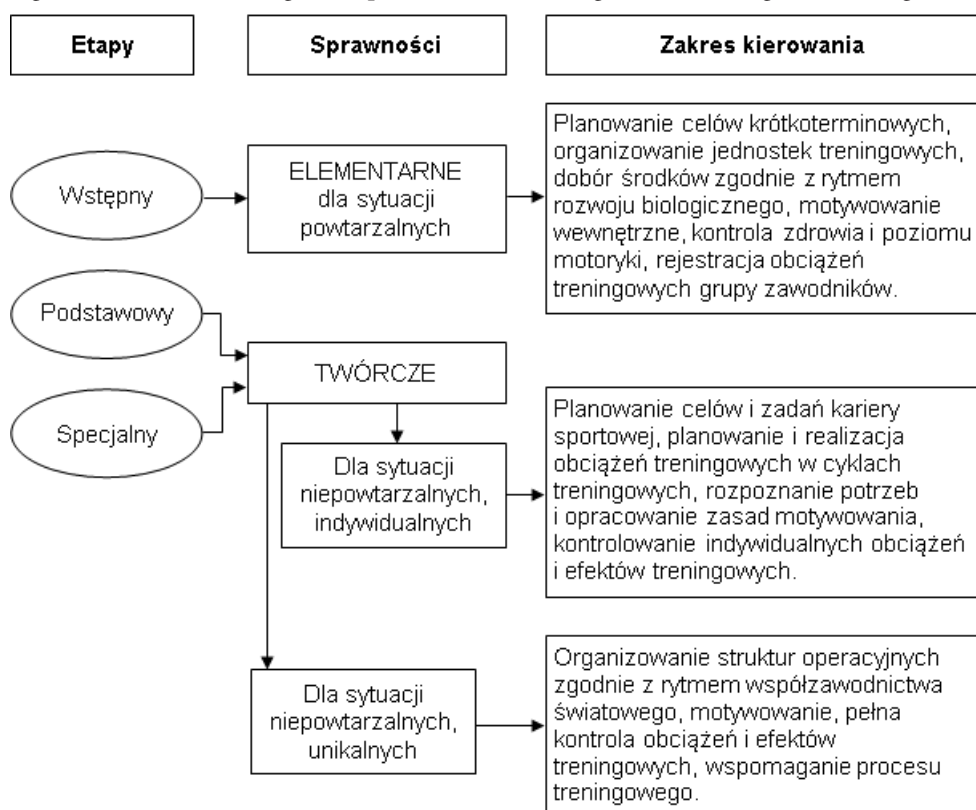 Etapy
Sprawności
Zakres kierowania
Wstępny
ELEMENTARNE
dla sytuacji
powtarzalnych
Planowanie celów krótkoterminowych,
organizowanie jednostek treningowych,
dobór środków zgodnie z rytmem
rozwoju biologicznego, motywowanie
wewnętrzne, kontrola zdrowia i poziomu
motoryki, rejestracja obciążeń
treningowych grupy zawodników.
Podstawowy
TWÓRCZE
Specjalny
Dla sytuacji
niepowtarzalnych,
indywidualnych
Planowanie celów i zadań kariery
sportowej, planowanie i realizacja
obciążeń treningowych w cyklach
treningowych, rozpoznanie potrzeb
i opracowanie zasad motywowania,
kontrolowanie indywidualnych obciążeń
i efektów treningowych.
Dla sytuacji
niepowtarzalnych,
unikalnych
Organizowanie struktur operacyjnych
zgodnie z rytmem współzawodnictwa
światowego, motywowanie, pełna
kontrola obciążeń i efektów
treningowych, wspomaganie procesu
treningowego.